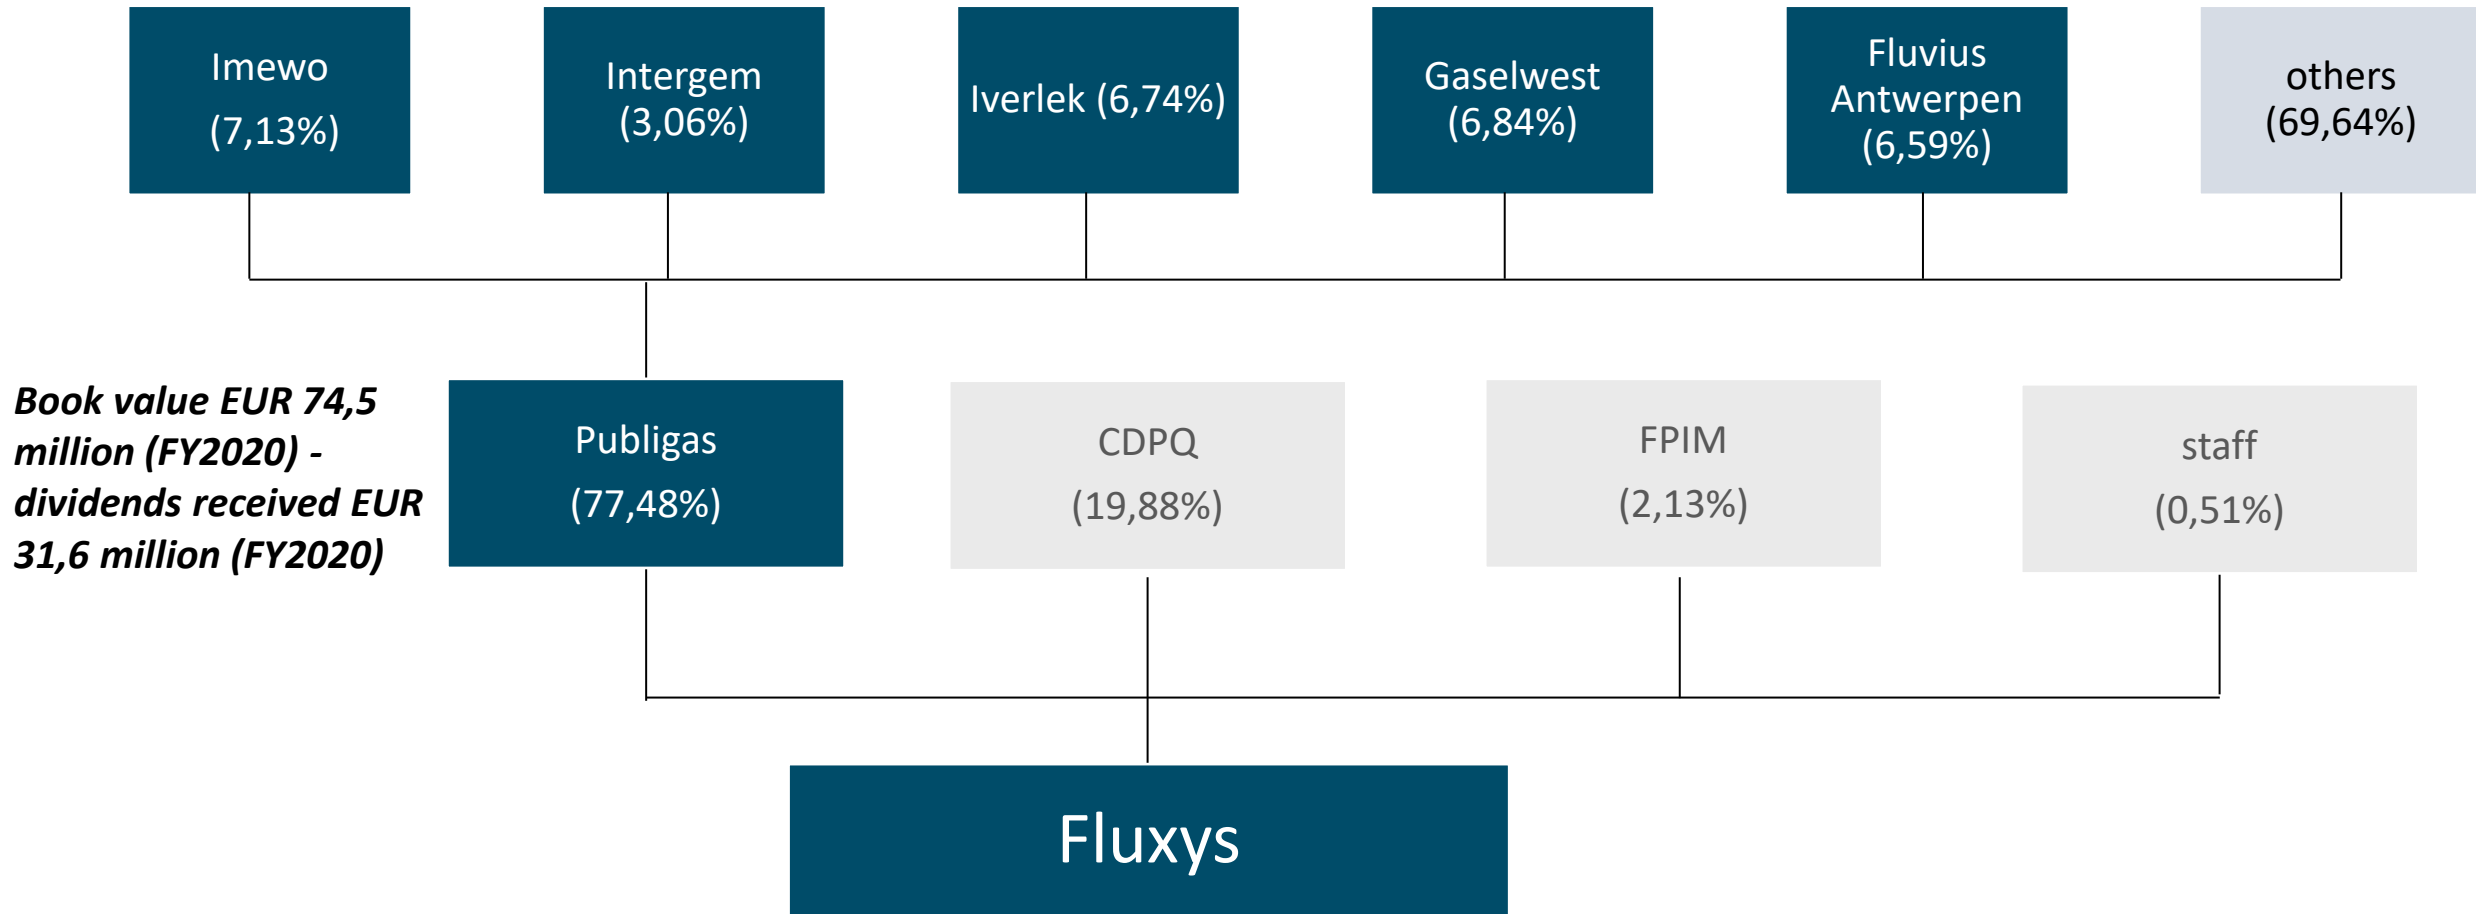 Imewo
(7,13%)
Intergem
(3,06%)
Iverlek (6,74%)
Gaselwest
(6,84%)
Fluvius
Antwerpen
(6,59%)
others
(69,64%)
Book value EUR 74,5
million (FY2020) -
dividends received EUR
31,6 million (FY2020)
Publigas
(77,48%)
CDPQ
(19,88%)
FPIM
(2,13%)
staff
(0,51%)
Fluxys